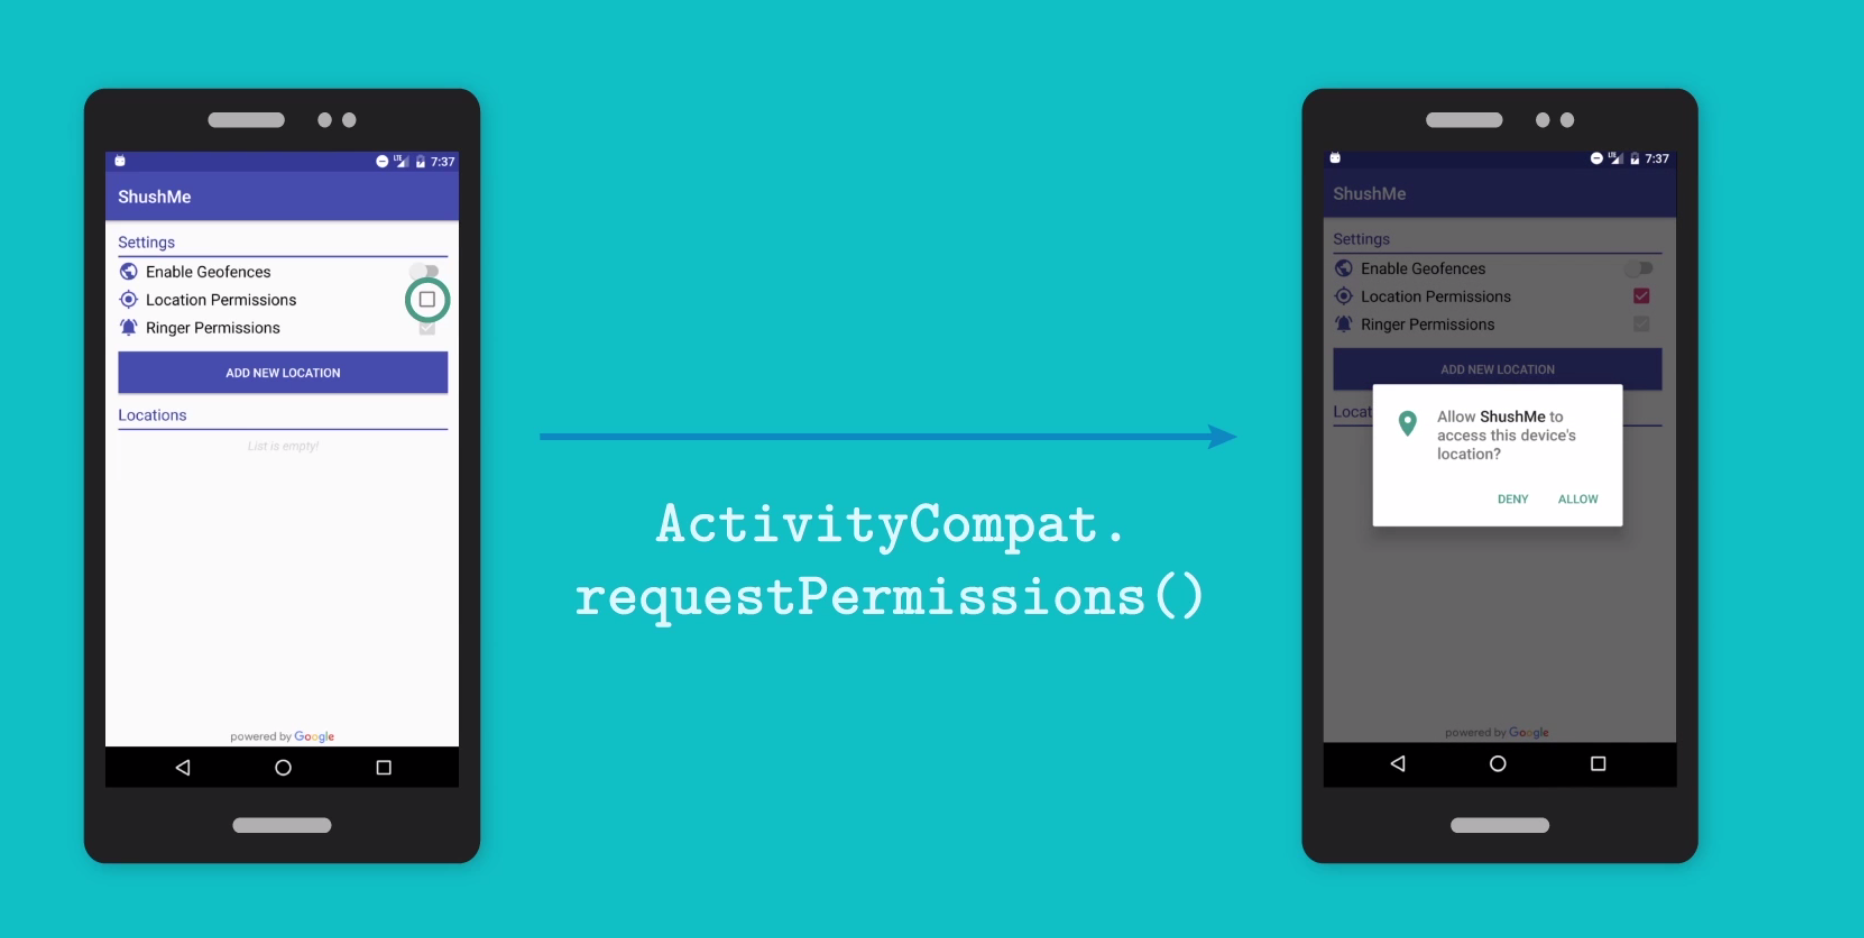 LTE 7:37
ShushMe
Settings
Enable Geofences
Location Permissions
Ringer Permissions
ADD NEW LOCATION
Locations
List is empty!
powered by Google
ActivityCompat.
requestPermissions()
LTE 7:37
ShushMe
Settings
Enable Geofences
Location Permissions
Ringer Permissions
ADD NEW LOCATION
Locat
Allow ShushMe to
access this device's
location?
DENY ALLOW
powered by Google